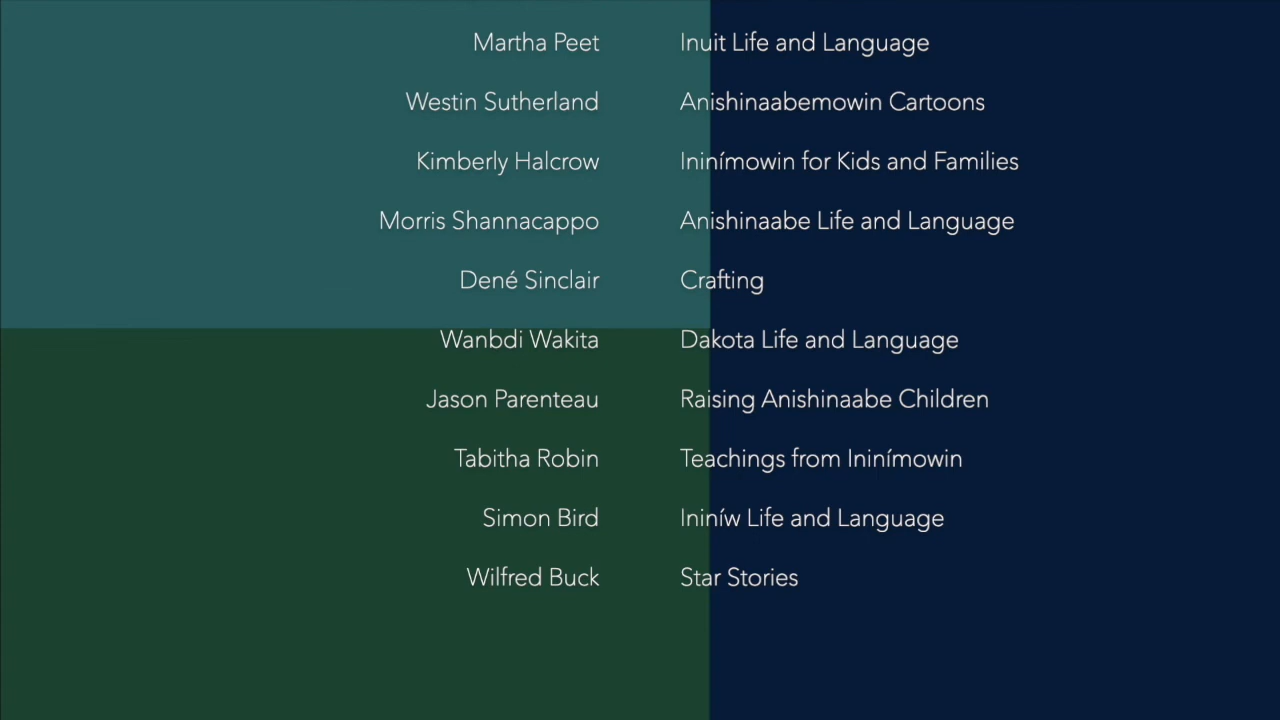 Martha Peet Inuit Life and Language
Westin Sutherland Anishinaabemowin Cartoons
Kimberly Halcrow Ininímowin for Kids and Families
Morris Shannacappo Anishinaabe Life and Language
Dené Sinclair Crafting
Wanbdi Wakita Dakota Life and Language
Jason Parenteau Raising Anishinaabe Children
Tabitha Robin Teachings from Ininímowin
Simon Bird Ininíw Life and Language
Wilfred Buck Star Stories